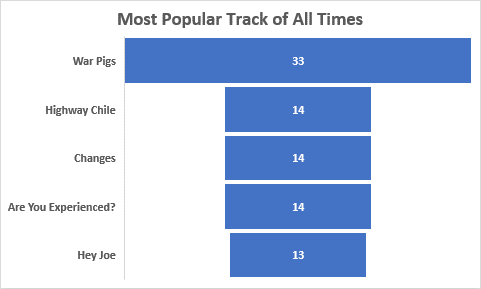 Most Popular Track of All Times
War Pigs 33
Highway Chile 14
Changes 14
Are You Experienced? 14
Hey Joe 13